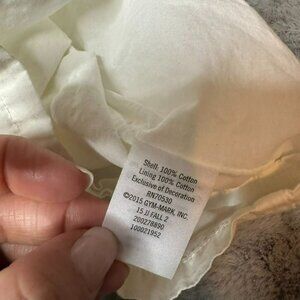 Shell: 100% Cotton
Lining 100% Cotton
Exclusive of Decoration
RN70530
©2015 GYM-MARK, INC.
15 JJ FALL 2
200278890
100021952